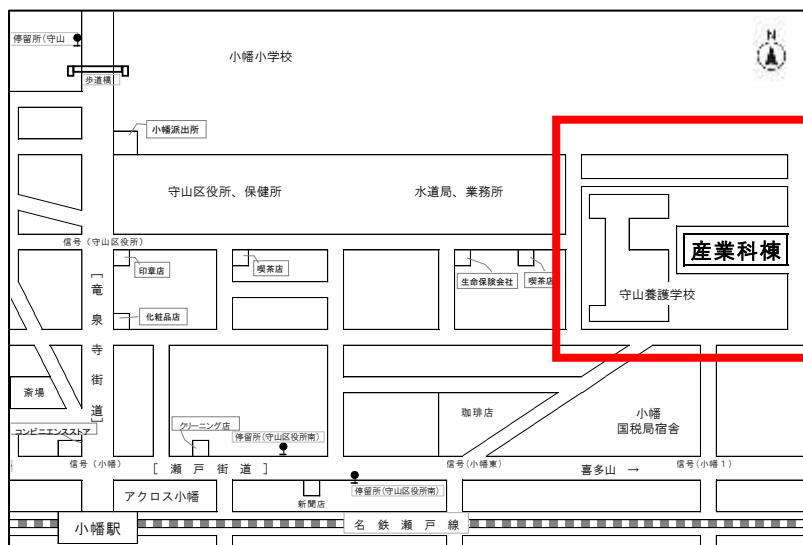 停留所(守山
小幡小学校
N
歩道橋
小幡派出所
守山区役所、保健所
水道局、業務所
産業科棟
信号（守山区役所）
印章店
喫茶店
生命保険会社
喫茶店
守山養護学校
［竜泉寺街道］
化粧品店
斎場
珈琲店
小幡
国税局宿舎
クリーニング店
コンビニエンスストア
停留所(守山区役所南)
信号（小幡）
［瀬戸街道］
信号(小幡東)
喜多山　→
信号(小幡１)
停留所(守山区役所南)
アクロス小幡
新聞店
小幡駅
名鉄瀬戸線